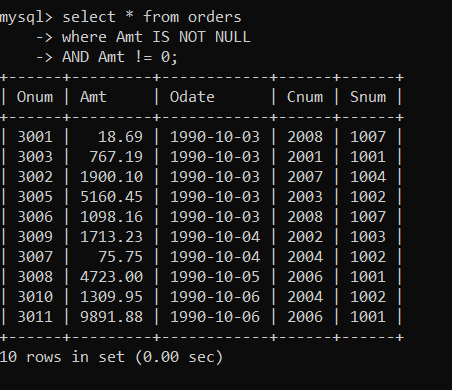 mysql> select * from orders
    -> where Amt IS NOT NULL
    -> AND Amt != 0;
+------+---------+------------+------+------+
| Onum | Amt     | Odate      | Cnum | Snum |
+------+---------+------------+------+------+
| 3001 |   18.69 | 1990-10-03 | 2008 | 1007 |
| 3003 |  767.19 | 1990-10-03 | 2001 | 1001 |
| 3002 | 1900.10 | 1990-10-03 | 2007 | 1004 |
| 3005 | 5160.45 | 1990-10-03 | 2003 | 1002 |
| 3006 | 1098.16 | 1990-10-03 | 2008 | 1007 |
| 3009 | 1713.23 | 1990-10-04 | 2002 | 1003 |
| 3007 |   75.75 | 1990-10-04 | 2004 | 1002 |
| 3008 | 4723.00 | 1990-10-05 | 2006 | 1001 |
| 3010 | 1309.95 | 1990-10-06 | 2004 | 1002 |
| 3011 | 9891.88 | 1990-10-06 | 2006 | 1001 |
+------+---------+------------+------+------+
10 rows in set (0.00 sec)